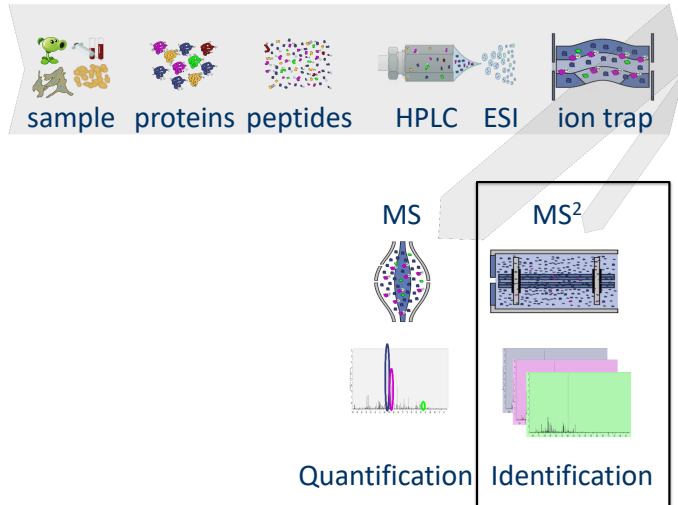 sample proteins peptides HPLC ESI ion trap
MS MS²
Quantification Identification